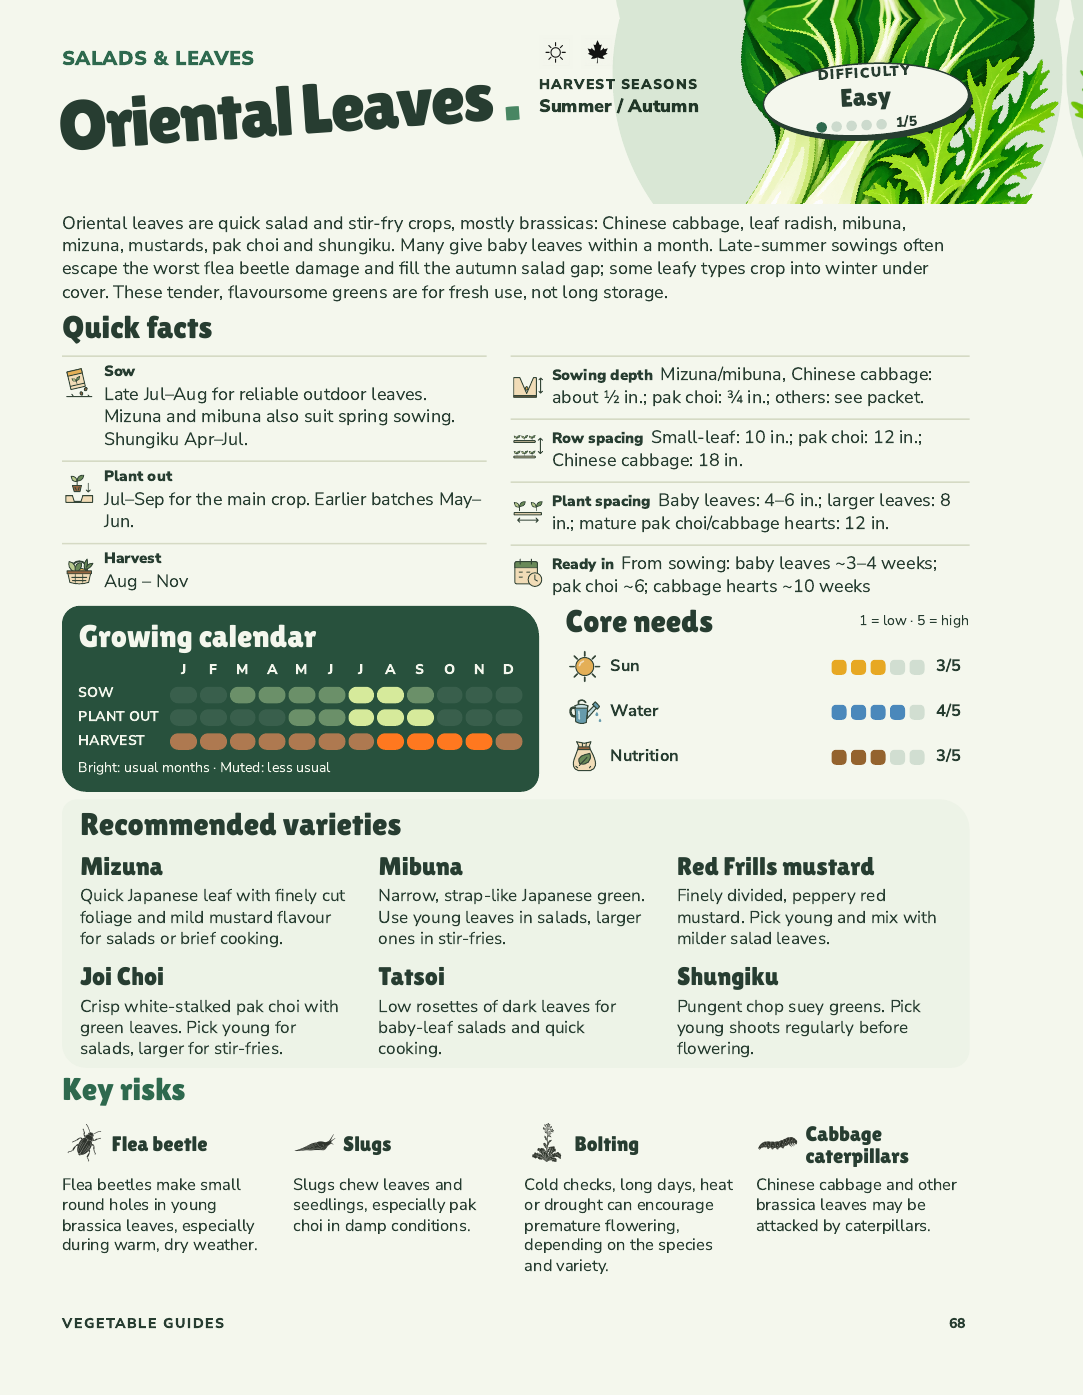 SALADS & LEAVES
Oriental Leaves.
HARVEST SEASONS
Summer / Autumn
DIFFICULTY
Easy
1/5
Oriental leaves are quick salad and stir-fry crops, mostly brassicas: Chinese cabbage, leaf radish, mibuna,
mizuna, mustards, pak choi and shungiku. Many give baby leaves within a month. Late-summer sowings often
escape the worst flea beetle damage and fill the autumn salad gap; some leafy types crop into winter under
cover. These tender, flavoursome greens are for fresh use, not long storage.
Quick facts
Sow
Late Jul–Aug for reliable outdoor leaves.
Mizuna and mibuna also suit spring sowing.
Shungiku Apr–Jul.
Plant out
Jul–Sep for the main crop. Earlier batches May–
Jun.
Harvest
Aug – Nov
Sowing depth Mizuna/mibuna, Chinese cabbage:
about ½ in.; pak choi: ¾ in.; others: see packet.
Row spacing Small-leaf: 10 in.; pak choi: 12 in.;
Chinese cabbage: 18 in.
Plant spacing Baby leaves: 4–6 in.; larger leaves: 8
in.; mature pak choi/cabbage hearts: 12 in.
Ready in From sowing: baby leaves ~3–4 weeks;
pak choi ~6; cabbage hearts ~10 weeks
Growing calendar
J F M A M J J A S O N D
SOW
PLANT OUT
HARVEST
Bright: usual months · Muted: less usual
Core needs
1 = low · 5 = high
Sun 3/5
Water 4/5
Nutrition 3/5
Recommended varieties
Mizuna
Quick Japanese leaf with finely cut
foliage and mild mustard flavour
for salads or brief cooking.
Mibuna
Narrow, strap-like Japanese green.
Use young leaves in salads, larger
ones in stir-fries.
Red Frills mustard
Finely divided, peppery red
mustard. Pick young and mix with
milder salad leaves.
Joi Choi
Crisp white-stalked pak choi with
green leaves. Pick young for
salads, larger for stir-fries.
Tatsoi
Low rosettes of dark leaves for
baby-leaf salads and quick
cooking.
Shungiku
Pungent chop suey greens. Pick
young shoots regularly before
flowering.
Key risks
Flea beetle
Flea beetles make small
round holes in young
brassica leaves, especially
during warm, dry weather.
Slugs
Slugs chew leaves and
seedlings, especially pak
choi in damp conditions.
Bolting
Cold checks, long days, heat
or drought can encourage
premature flowering,
depending on the species
and variety.
Cabbage
caterpillars
Chinese cabbage and other
brassica leaves may be
attacked by caterpillars.
VEGETABLE GUIDES
68